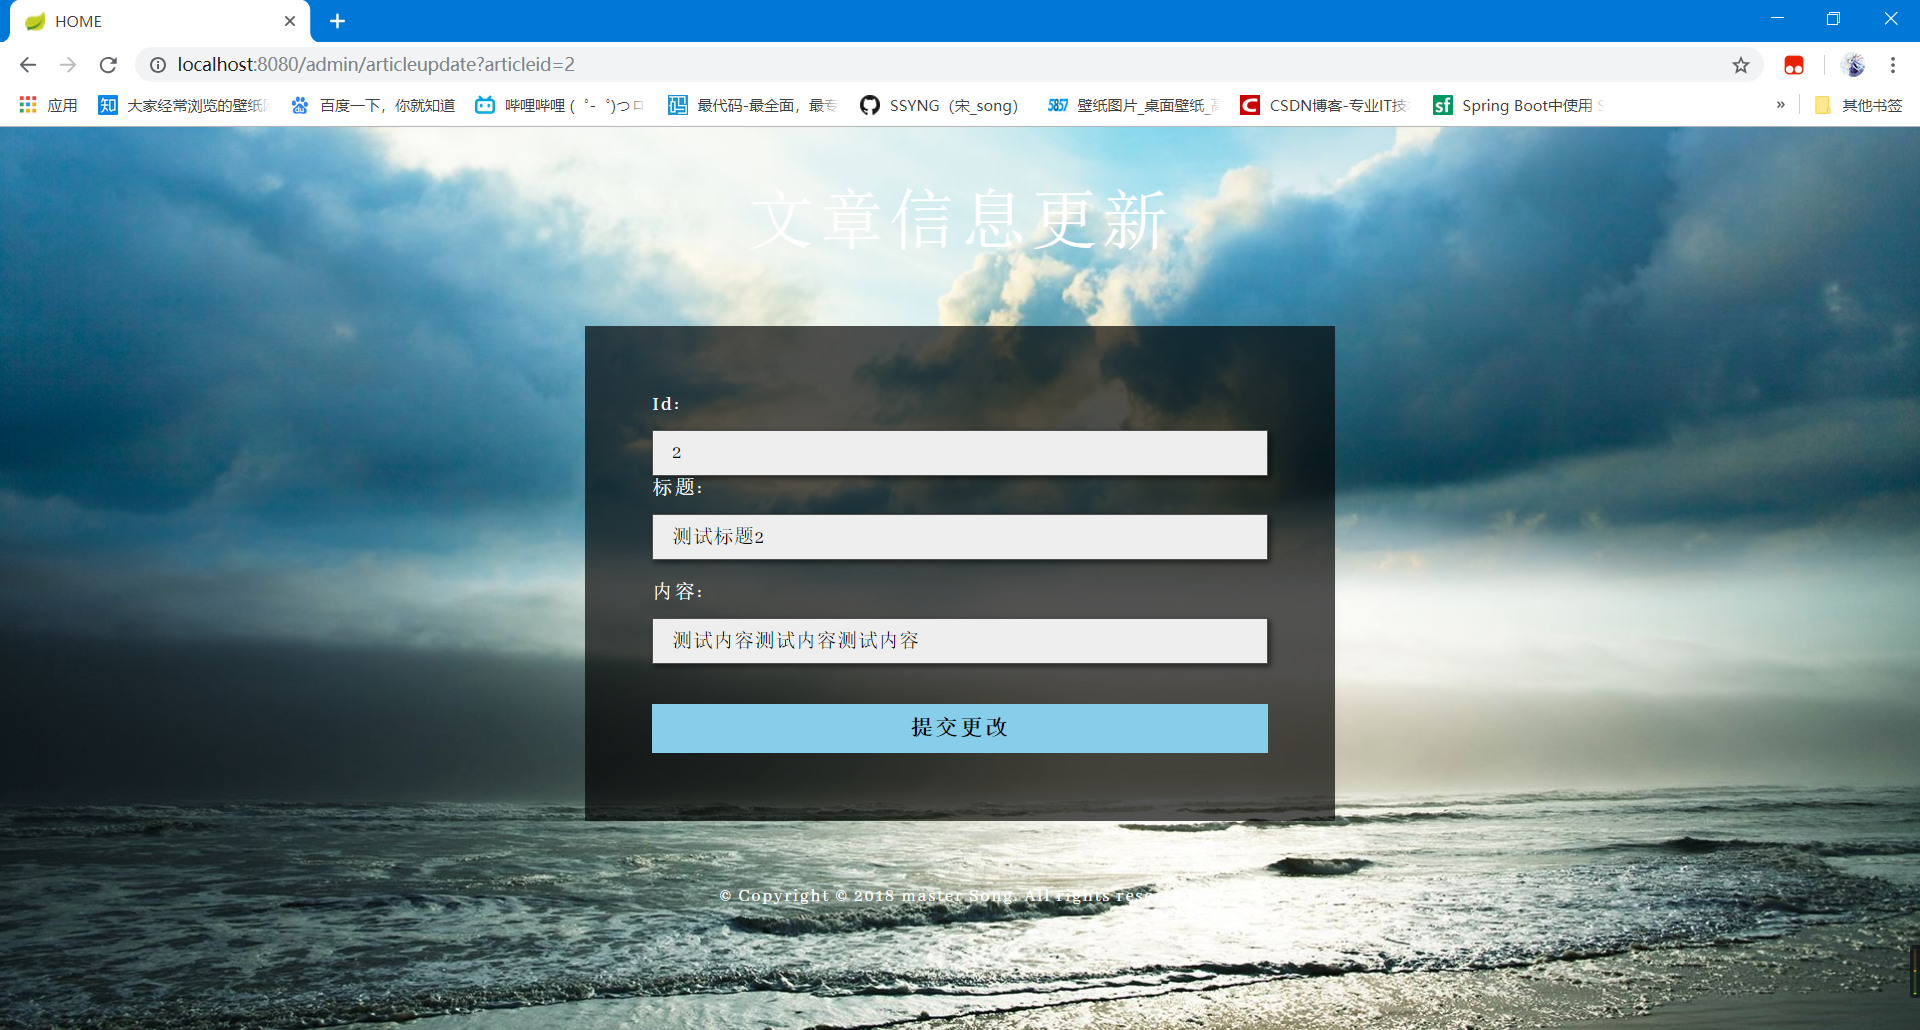 HOME
localhost:8080/admin/articleupdate?articleid=2
应用
知 大家经常浏览的壁纸
百度一下，你就知道
哔哩哔哩 ( ゜- ゜)つロ
码 最代码-最全面，最专
SSYNG（宋_song）
5857 壁纸图片_桌面壁纸_高
C CSDN博客-专业IT技
sf Spring Boot中使用 S
»
其他书签
文章信息更新
Id:
2
标题:
测试标题2
内容:
测试内容测试内容测试内容
提交更改
© Copyright © 2018 master Song. All rights